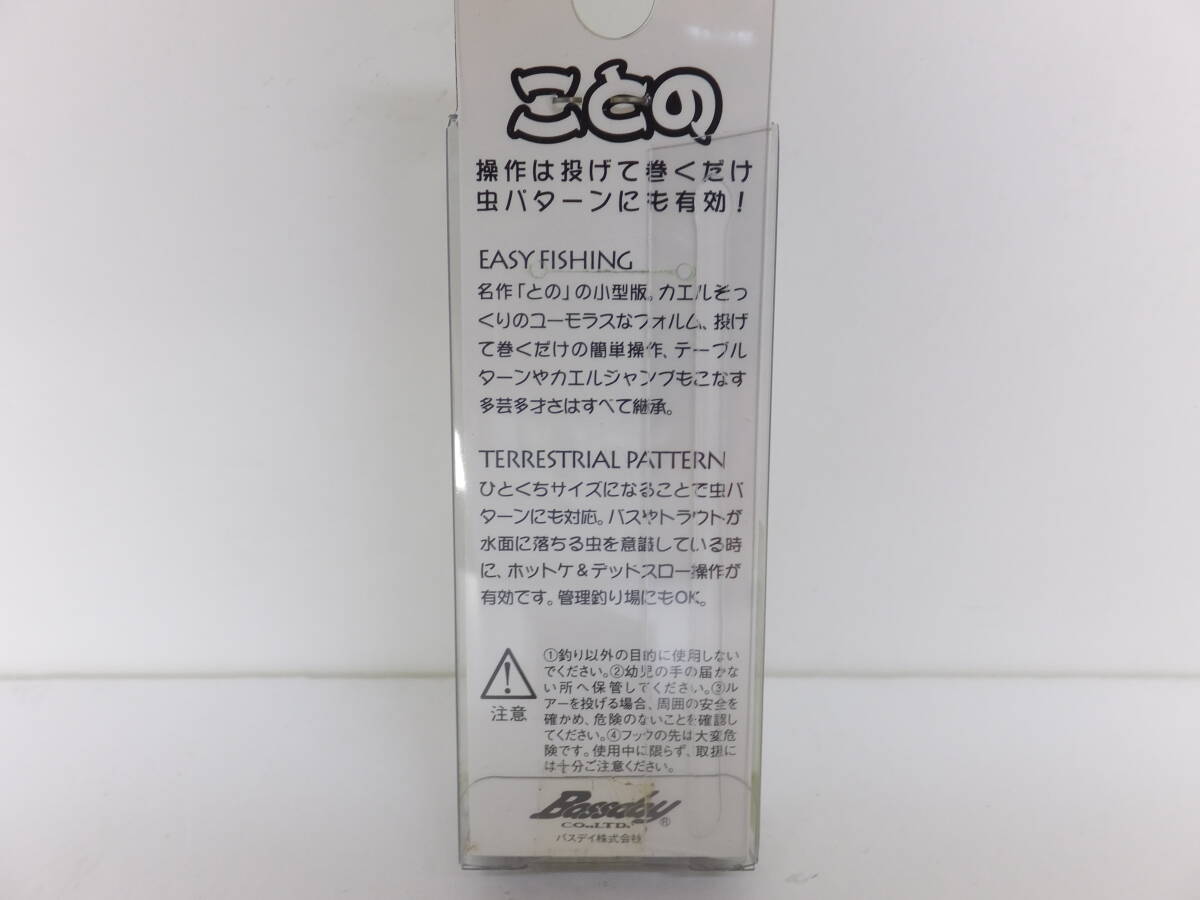 ことの
操作は投げて巻くだけ
虫パターンにも有効！
EASY FISHING
名作「との」の小型版。カエルそっ
くりのユーモラスなフォルム、投げ
て巻くだけの簡単操作、テーブル
ターンやカエルジャンプもこなす
多芸多才さはすべて継承。
TERRESTRIAL PATTERN
ひとくちサイズになることで虫パ
ターンにも対応。バスやトラウトが
水面に落ちる虫を意識している時
に、ホットケ＆デッドスロー操作が
有効です。管理釣り場にもOK。
①釣り以外の目的に使用しない
でください。②幼児の手の届かな
い所へ保管してください。③ル
アーを投げる場合、周囲の安全を
確かめ、危険のないことを確認し
てください。④フックの先は大変危
険です。使用中に限らず、取扱に
は十分ご注意ください。
注意
Bassday®
CO.,LTD.
バスデイ株式会社